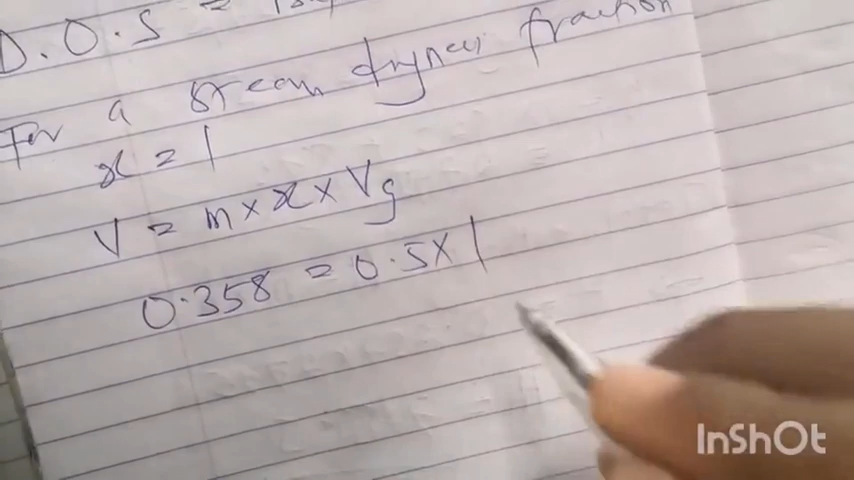 D.O.S =
For a steam dryness fraction
x = 1
V = m × x × Vg
0.358 = 0.5 × 1
InShOt